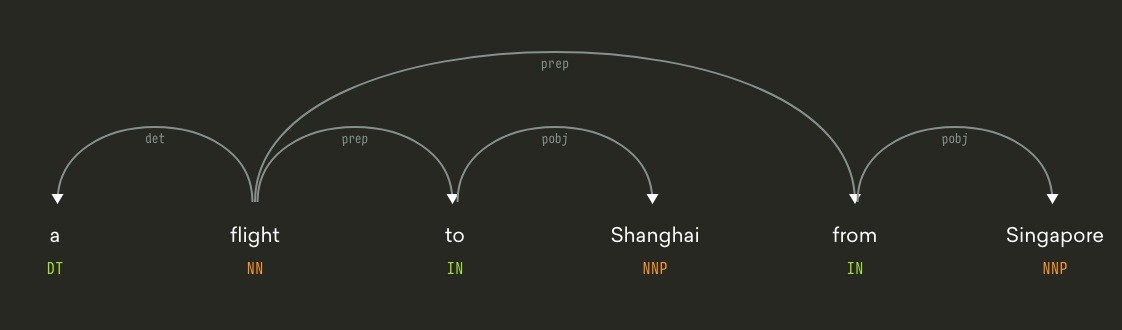 prep
det prep pobj pobj
a flight to Shanghai from Singapore
DT NN IN NNP IN NNP